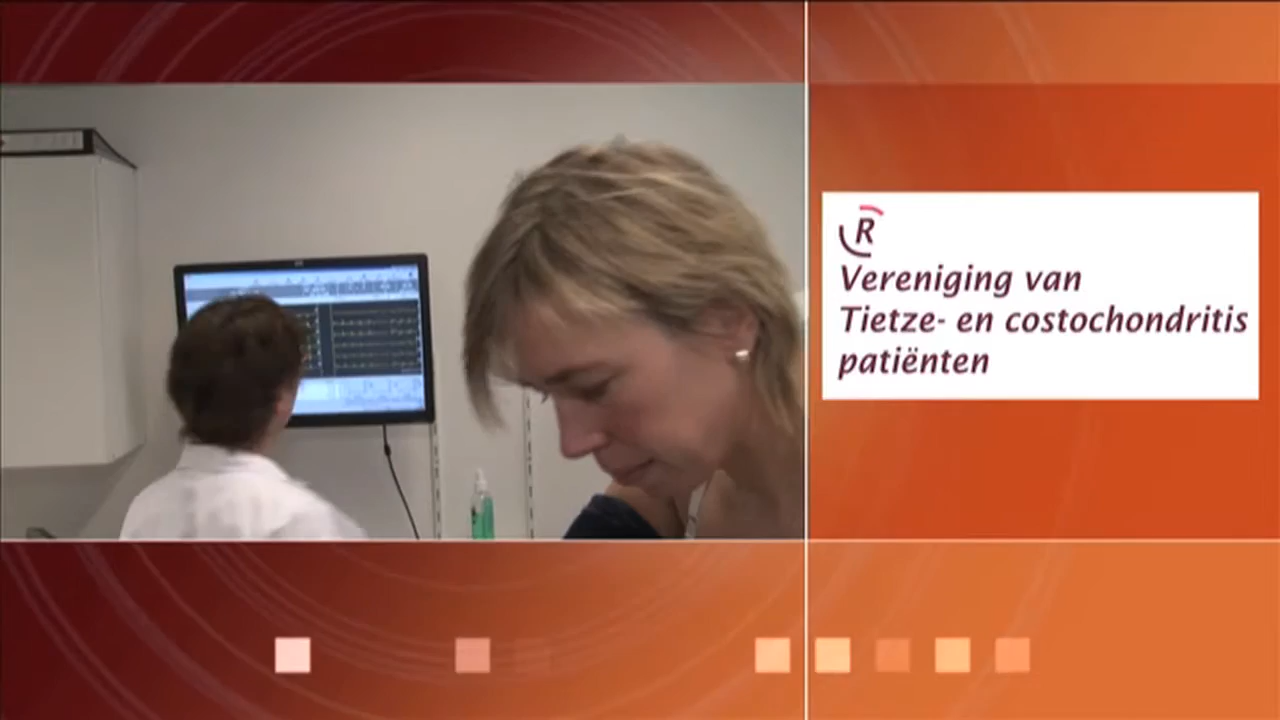 R
Vereniging van
Tietze- en costochondritis
patiënten